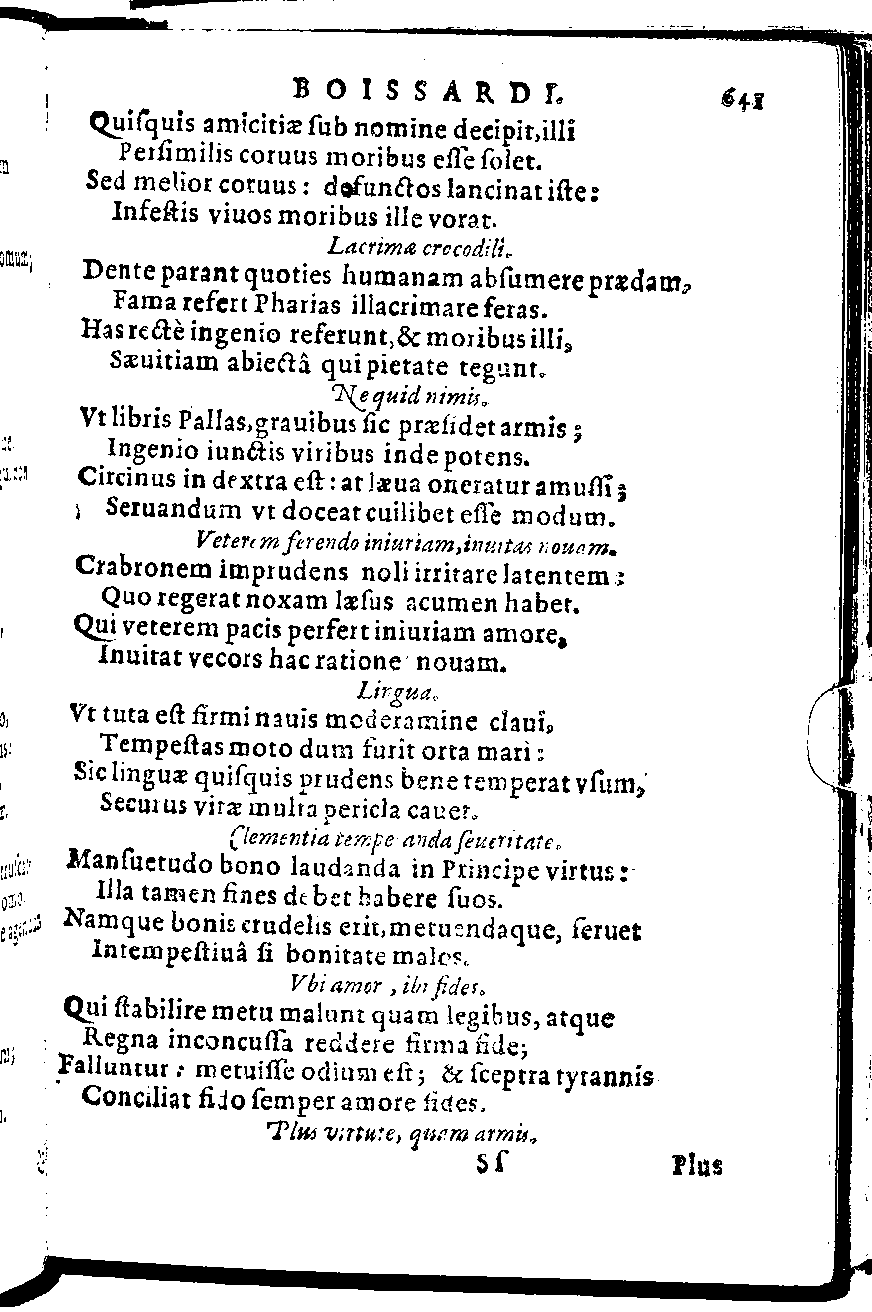 BOISSARDI. 641
Quiſquis amicitiæ ſub nomine decipit, illi
Perſimilis coruus moribus eſſe ſolet.
Sed melior coruus: defunctos lancinat iſte:
Infeſtis viuos moribus ille vorat.
Lacrimæ crocodili.
Dente parant quoties humanam abſumere prædam,
Fama refert Pharias illacrimare feras.
Has rectè ingenio referunt, & moribus illi,
Sæuitiam abiectâ qui pietate tegunt.
Ne quid nimis.
Vt libris Pallas, grauibus ſic præſidet armis;
Ingenio iunctis viribus inde potens.
Circinus in dextra eſt: at læua oneratur amuſſi;
Seruandum vt doceat cuilibet eſſe modum.
Veterem ferendo iniuriam, inuitas nouam.
Crabronem imprudens noli irritare latentem:
Quo regerat noxam læſus acumen habet.
Qui veterem pacis perfert iniuriam amore,
Inuitat vecors hac ratione nouam.
Lingua.
Vt tuta eſt firmi nauis moderamine claui,
Tempeſtas moto dum furit orta mari:
Sic linguæ quiſquis prudens bene temperat vſum,
Securus vitæ multa pericla cauet.
Clementia temperanda ſeueritate.
Manſuetudo bono laudanda in Principe virtus:
Illa tamen fines debet habere ſuos.
Namque bonis crudelis erit, metuendaque, ſeruet
Intempeſtiuâ ſi bonitate malos.
Vbi amor, ibi fides.
Qui ſtabilire metu malunt quam legibus, atque
Regna inconcuſſa reddere firma fide;
Falluntur: metuiſſe odium eſt; & ſceptra tyrannis
Conciliat fido ſemper amore fides.
Plus virtute, quam armis.
Sſ Plus